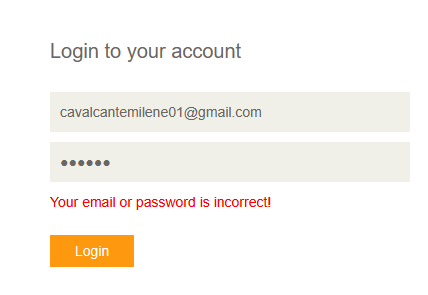 Login to your account
cavalcantemilene01@gmail.com
●●●●●●
Your email or password is incorrect!
Login